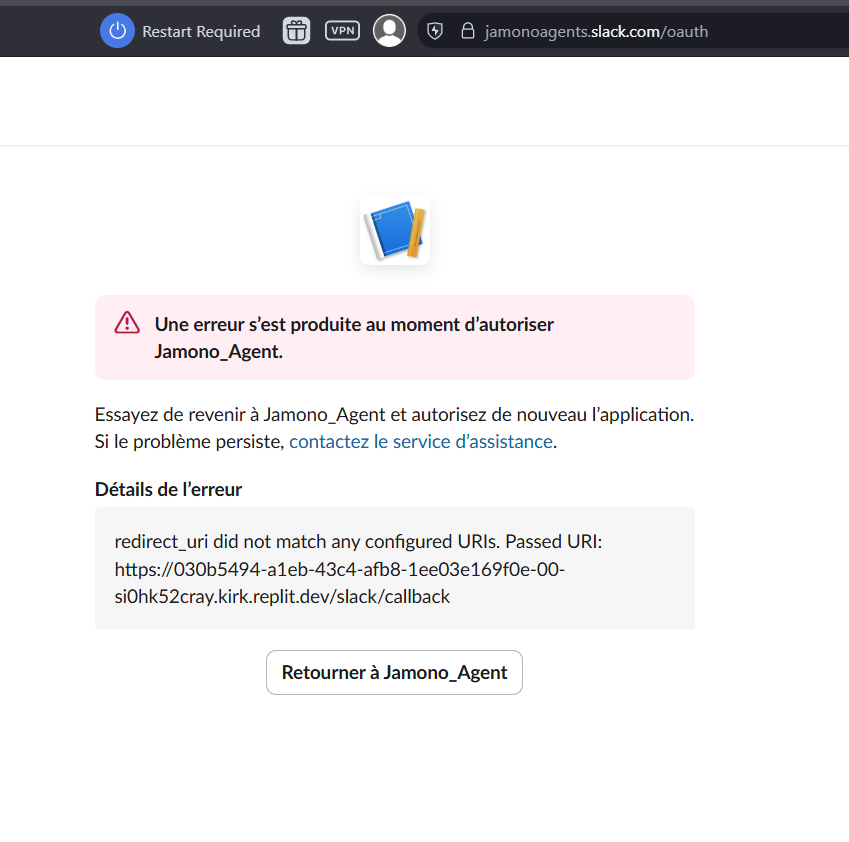 Restart Required
VPN
jamonoagents.slack.com/oauth
Une erreur s’est produite au moment d’autoriser
Jamono_Agent.
Essayez de revenir à Jamono_Agent et autorisez de nouveau l’application.
Si le problème persiste, contactez le service d’assistance.
Détails de l’erreur
redirect_uri did not match any configured URIs. Passed URI:
https://030b5494-a1eb-43c4-afb8-1ee03e169f0e-00-
si0hk52cray.kirk.replit.dev/slack/callback
Retourner à Jamono_Agent